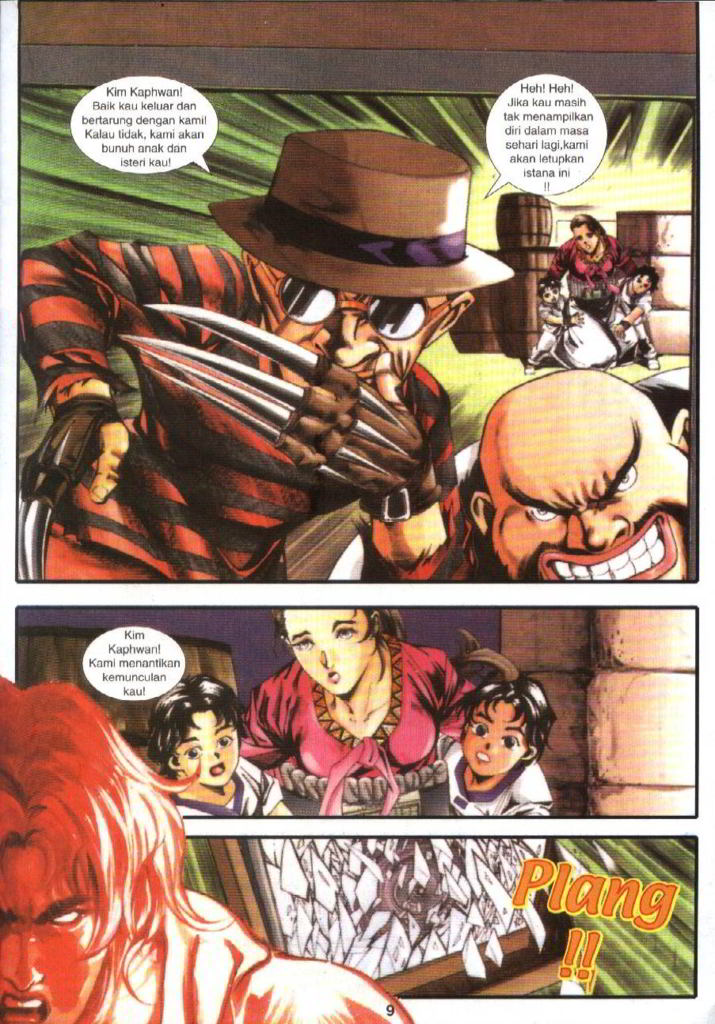 Kim Kaphwan!
Baik kau keluar dan
bertarung dengan kami!
Kalau tidak, kami akan
bunuh anak dan
isteri kau!
Heh! Heh!
Jika kau masih
tak menampilkan
diri dalam masa
sehari lagi,kami
akan letupkan
istana ini
!!
Kim
Kaphwan!
Kami menantikan
kemunculan
kau!
Plang
!!
9